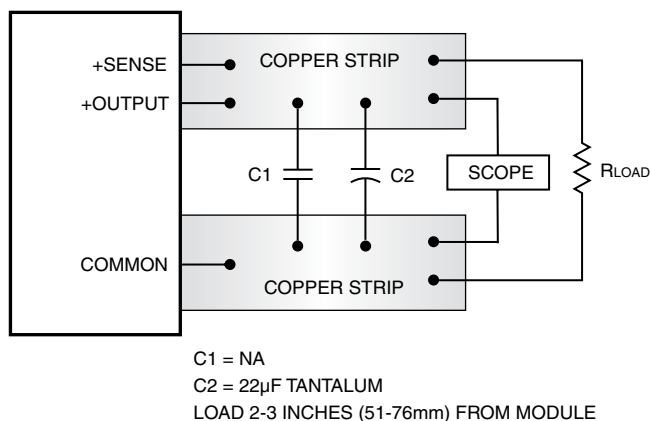 +SENSE
COPPER STRIP
+OUTPUT
C1
C2
SCOPE
RLOAD
COMMON
COPPER STRIP
C1 = NA
C2 = 22µF TANTALUM
LOAD 2-3 INCHES (51-76mm) FROM MODULE